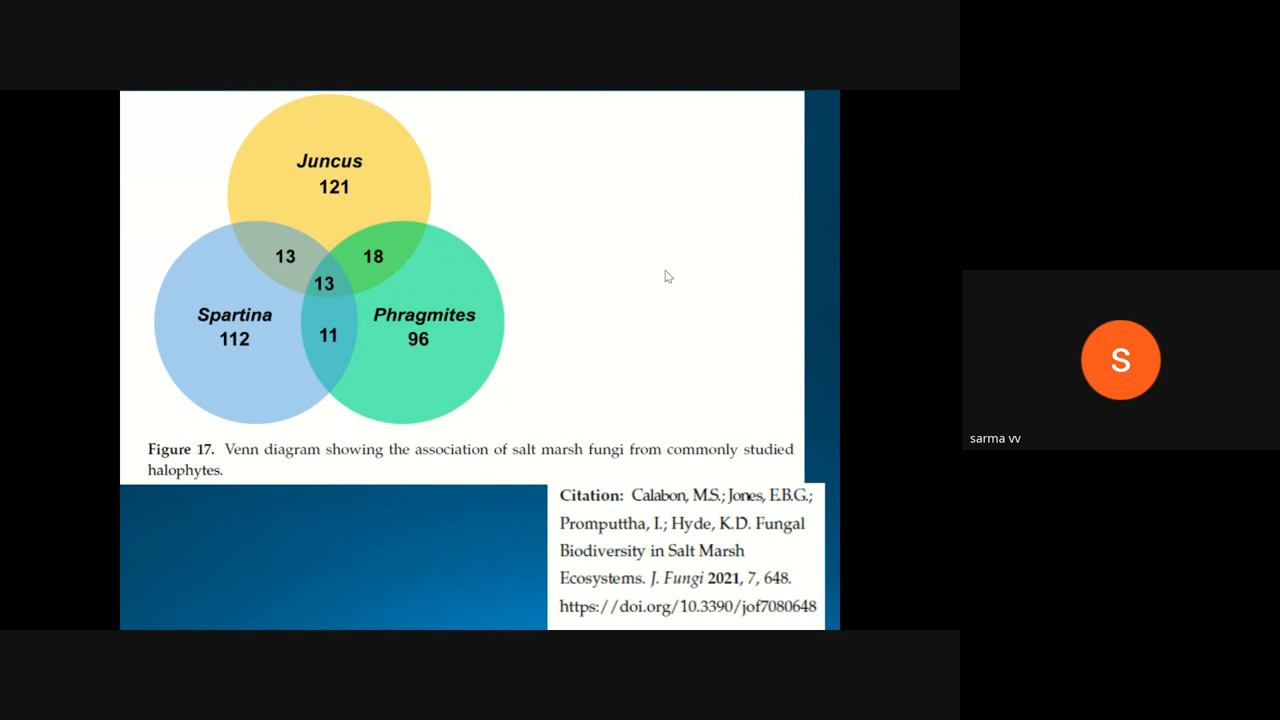 Juncus
121
13
18
13
Spartina
112
11
Phragmites
96
Figure 17. Venn diagram showing the association of salt marsh fungi from commonly studied
halophytes.
Citation: Calabon, M.S.; Jones, E.B.G.;
Promputtha, I.; Hyde, K.D. Fungal
Biodiversity in Salt Marsh
Ecosystems. J. Fungi 2021, 7, 648.
https://doi.org/10.3390/jof7080648
S
sarma vv